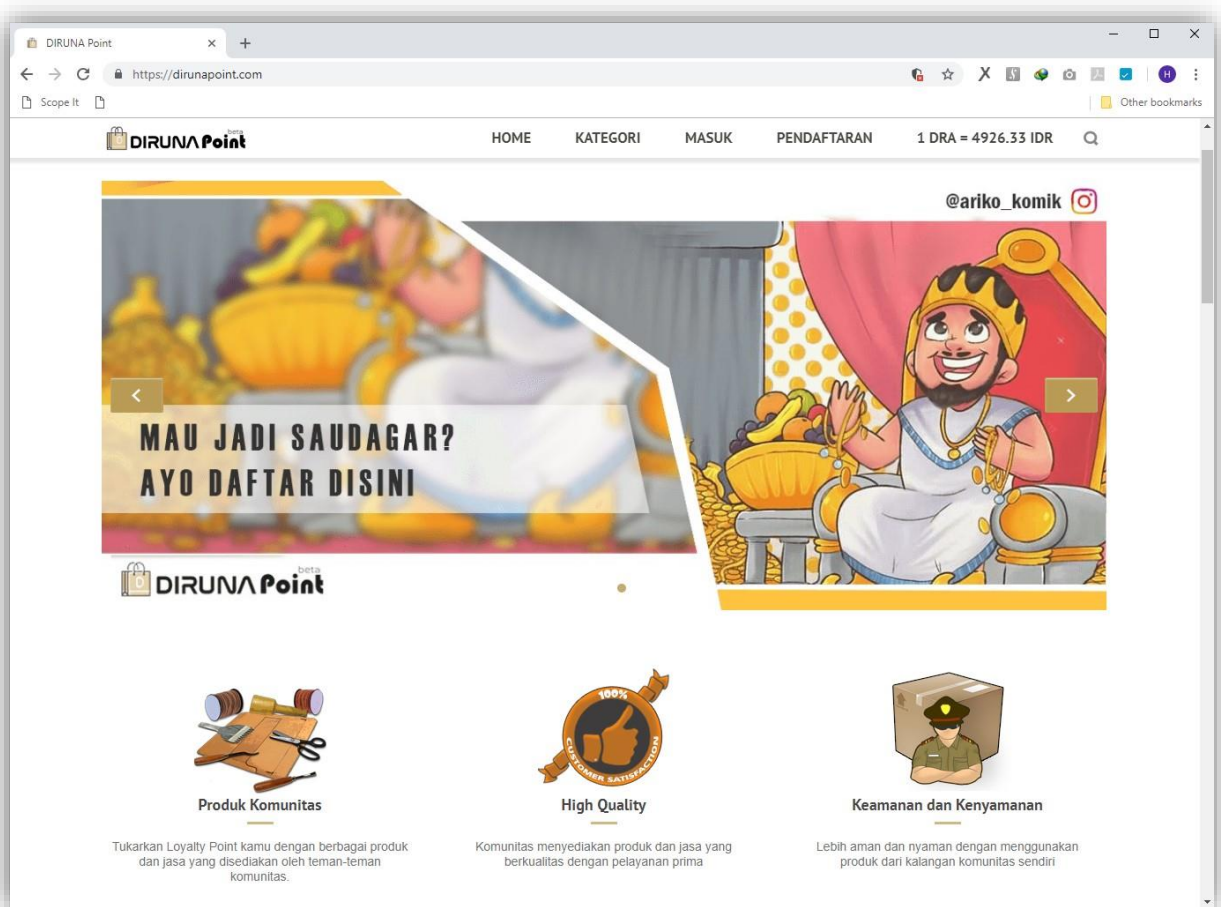 DIRUNA Point
https://dirunapoint.com
H
Scope It
Other bookmarks
DIRUNA Point beta
HOME KATEGORI MASUK PENDAFTARAN 1 DRA = 4926.33 IDR
@ariko_komik
MAU JADI SAUDAGAR?
AYO DAFTAR DISINI
DIRUNA Point beta
100%
CUSTOMER SATISFACTION
Produk Komunitas
Tukarkan Loyalty Point kamu dengan berbagai produk
dan jasa yang disediakan oleh teman-teman
komunitas.
High Quality
Komunitas menyediakan produk dan jasa yang
berkualitas dengan pelayanan prima
Keamanan dan Kenyamanan
Lebih aman dan nyaman dengan menggunakan
produk dari kalangan komunitas sendiri